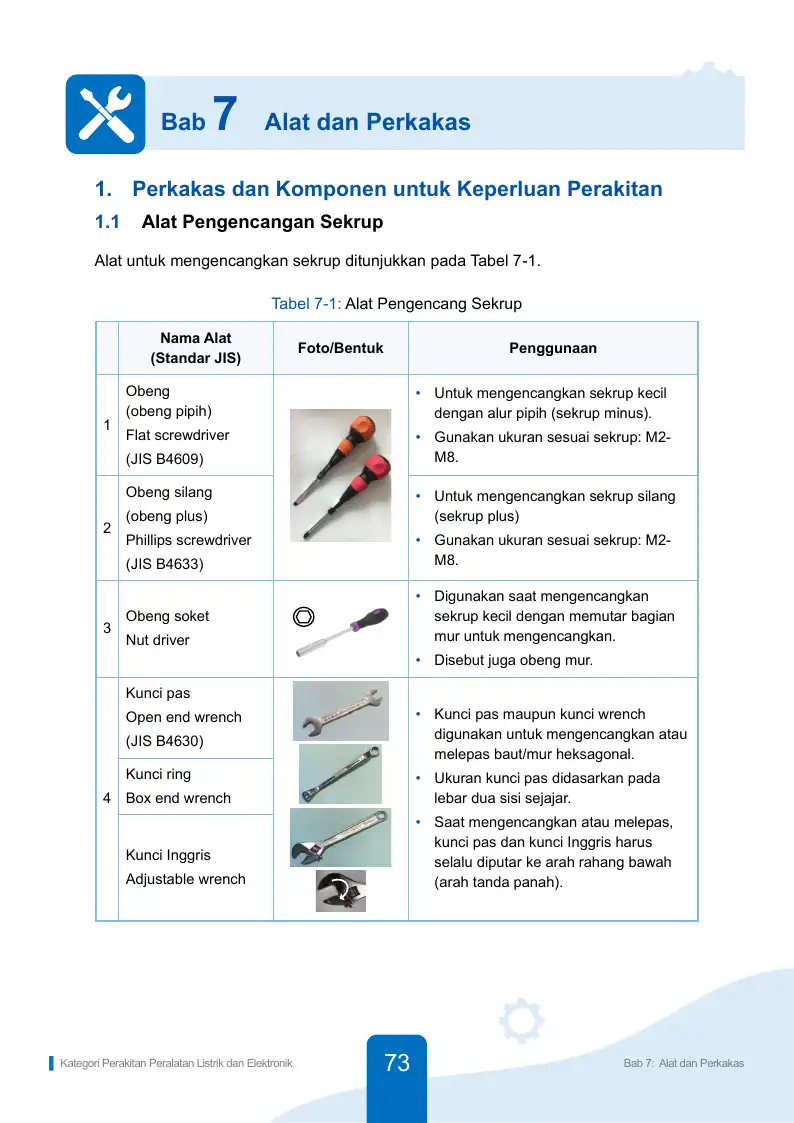 Bab 7 Alat dan Perkakas
1. Perkakas dan Komponen untuk Keperluan Perakitan
1.1 Alat Pengencangan Sekrup
Alat untuk mengencangkan sekrup ditunjukkan pada Tabel 7-1.
Tabel 7-1: Alat Pengencang Sekrup
Nama Alat
(Standar JIS)
Foto/Bentuk
Penggunaan
1
Obeng
(obeng pipih)
Flat screwdriver
(JIS B4609)
• Untuk mengencangkan sekrup kecil
dengan alur pipih (sekrup minus).
• Gunakan ukuran sesuai sekrup: M2-
M8.
2
Obeng silang
(obeng plus)
Phillips screwdriver
(JIS B4633)
• Untuk mengencangkan sekrup silang
(sekrup plus)
• Gunakan ukuran sesuai sekrup: M2-
M8.
3
Obeng soket
Nut driver
• Digunakan saat mengencangkan
sekrup kecil dengan memutar bagian
mur untuk mengencangkan.
• Disebut juga obeng mur.
4
Kunci pas
Open end wrench
(JIS B4630)
Kunci ring
Box end wrench
Kunci Inggris
Adjustable wrench
• Kunci pas maupun kunci wrench
digunakan untuk mengencangkan atau
melepas baut/mur heksagonal.
• Ukuran kunci pas didasarkan pada
lebar dua sisi sejajar.
• Saat mengencangkan atau melepas,
kunci pas dan kunci Inggris harus
selalu diputar ke arah rahang bawah
(arah tanda panah).
Kategori Perakitan Peralatan Listrik dan Elektronik
73
Bab 7: Alat dan Perkakas